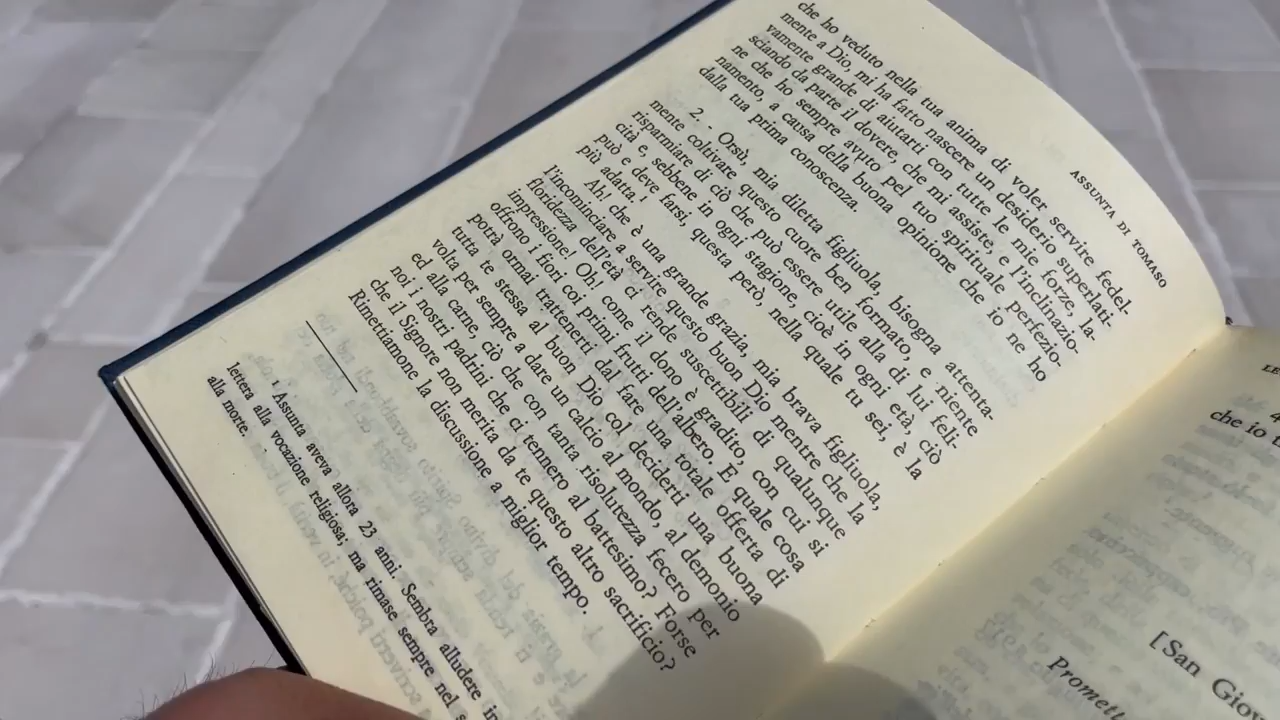 ASSUNTA DI TOMASO
che ho veduto nella tua anima di voler servire fedel-
mente a Dio, mi ha fatto nascere un desiderio superlati-
vamente grande di aiutarti con tutte le mie forze, la-
sciando da parte il dovere, che mi assiste, e l'inclinazio-
ne che ho sempre avuto pel tuo spirituale perfezio-
namento, a causa della buona opinione che io ne ho
dalla tua prima conoscenza.
2. - Orsù, mia diletta figliuola, bisogna attenta-
mente coltivare questo cuore ben formato, e niente
risparmiare di ciò che può essere utile alla di lui feli-
cità e, sebbene in ogni stagione, cioè in ogni età, ciò
può e deve farsi, questa però, nella quale tu sei, è la
più adatta.¹
Ah! che è una grande grazia, mia brava figliuola,
l'incominciare a servire questo buon Dio mentre che la
floridezza dell'età ci rende suscettibili di qualunque
impressione! Oh! come il dono è gradito, con cui si
offrono i fiori coi primi frutti dell'albero. E quale cosa
potrà ormai trattenerti dal fare una totale offerta di
tutta te stessa al buon Dio col deciderti una buona
volta per sempre a dare un calcio al mondo, al demonio
ed alla carne, ciò che con tanta risolutezza fecero per
noi i nostri padrini che ci tennero al battesimo? Forse
che il Signore non merita da te questo altro sacrificio?
Rimettiamone la discussione a miglior tempo.
¹ Assunta aveva allora 23 anni. Sembra alludere in
lettera alla vocazione religiosa; ma rimase sempre nel
alla morte.
LE
che io
[San Giov
Promett